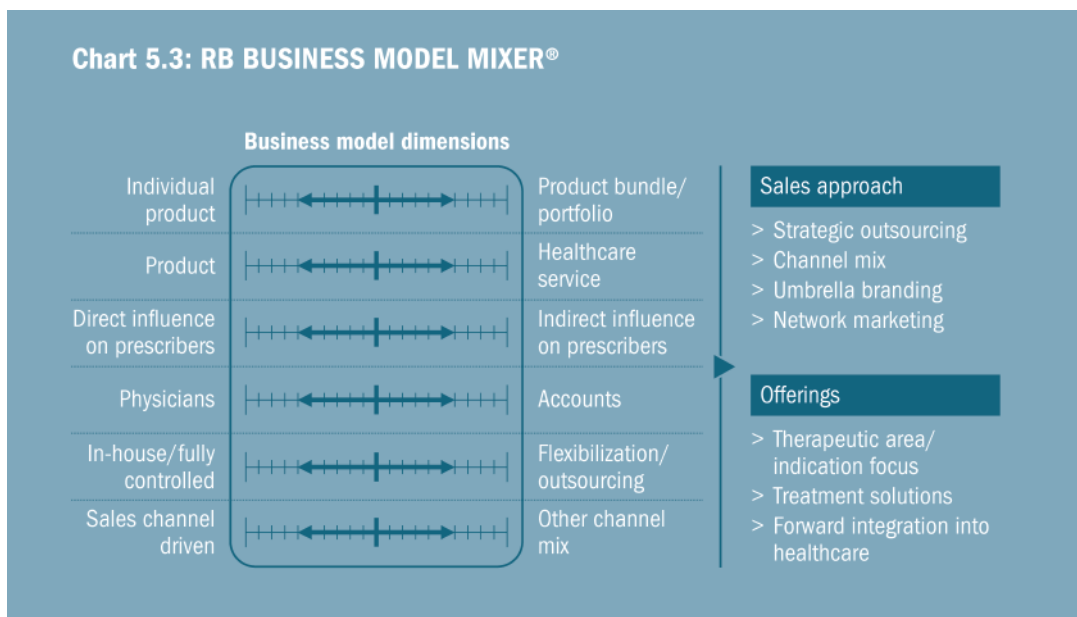 Chart 5.3: RB BUSINESS MODEL MIXER®
Business model dimensions
Individual
product
Product bundle/
portfolio
Product
Healthcare
service
Direct influence
on prescribers
Indirect influence
on prescribers
Physicians
Accounts
In-house/fully
controlled
Flexibilization/
outsourcing
Sales channel
driven
Other channel
mix
Sales approach
> Strategic outsourcing
> Channel mix
> Umbrella branding
> Network marketing
Offerings
> Therapeutic area/
indication focus
> Treatment solutions
> Forward integration into
healthcare